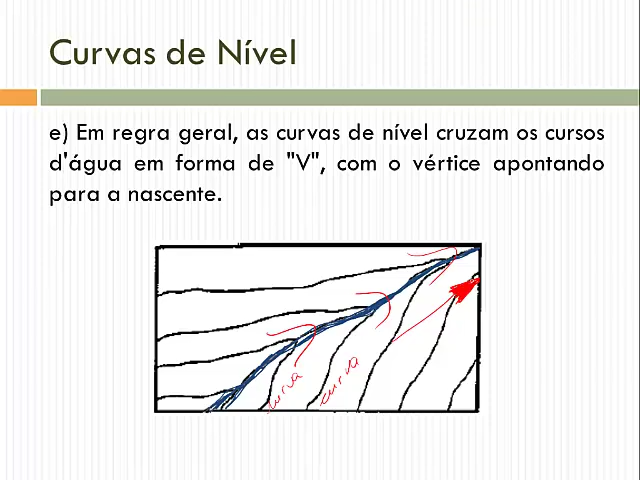 Curvas de Nível
e) Em regra geral, as curvas de nível cruzam os cursos
d'água em forma de "V", com o vértice apontando
para a nascente.
curva
curva